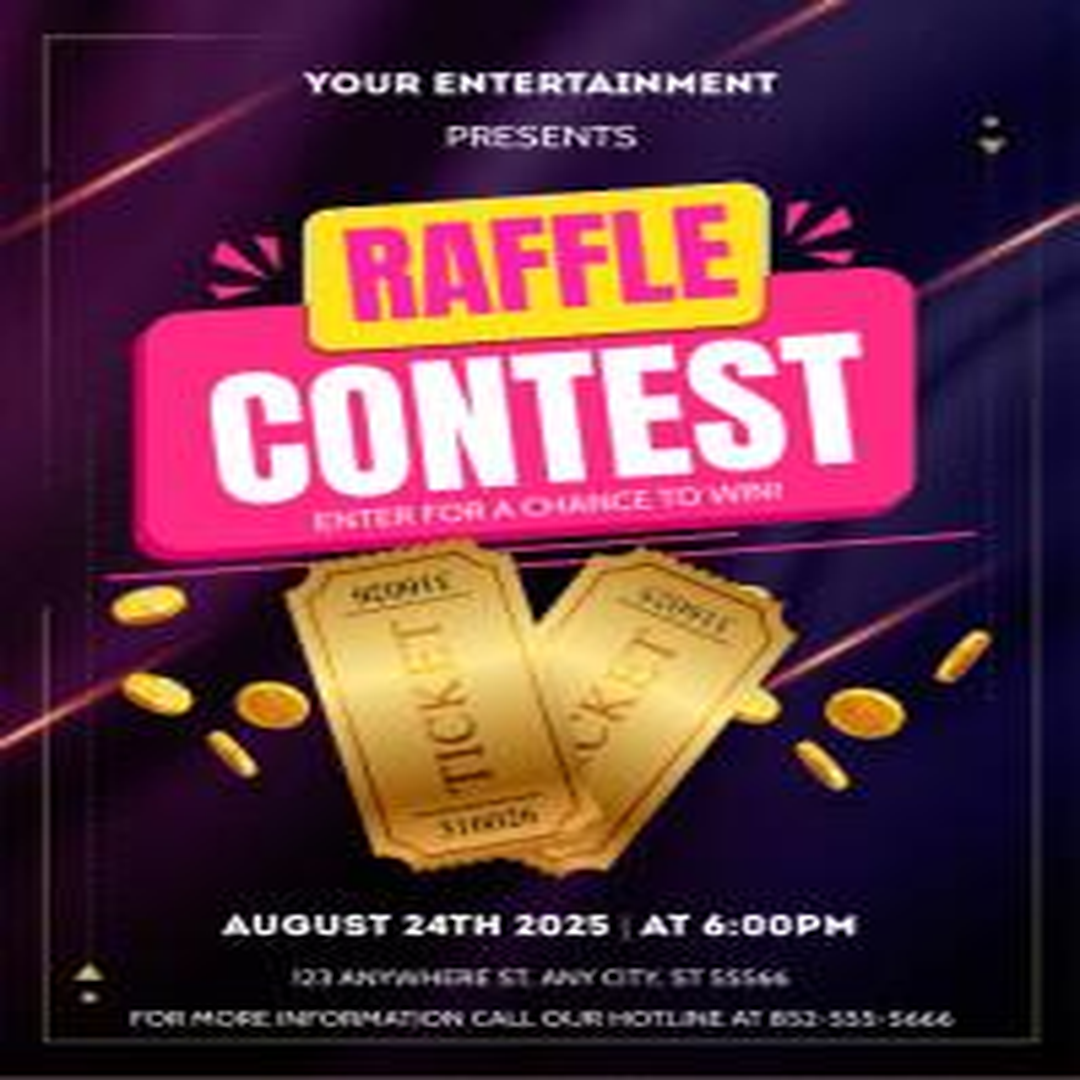 YOUR ENTERTAINMENT
PRESENTS
RAFFLE
CONTEST
ENTER FOR A CHANCE TO WIN!
TICKET
TICKET
516026
AUGUST 24TH 2025 | AT 6:00PM
123 ANYWHERE ST. ANY CITY, ST 55566
FOR MORE INFORMATION CALL OUR HOTLINE AT 852-555-5666